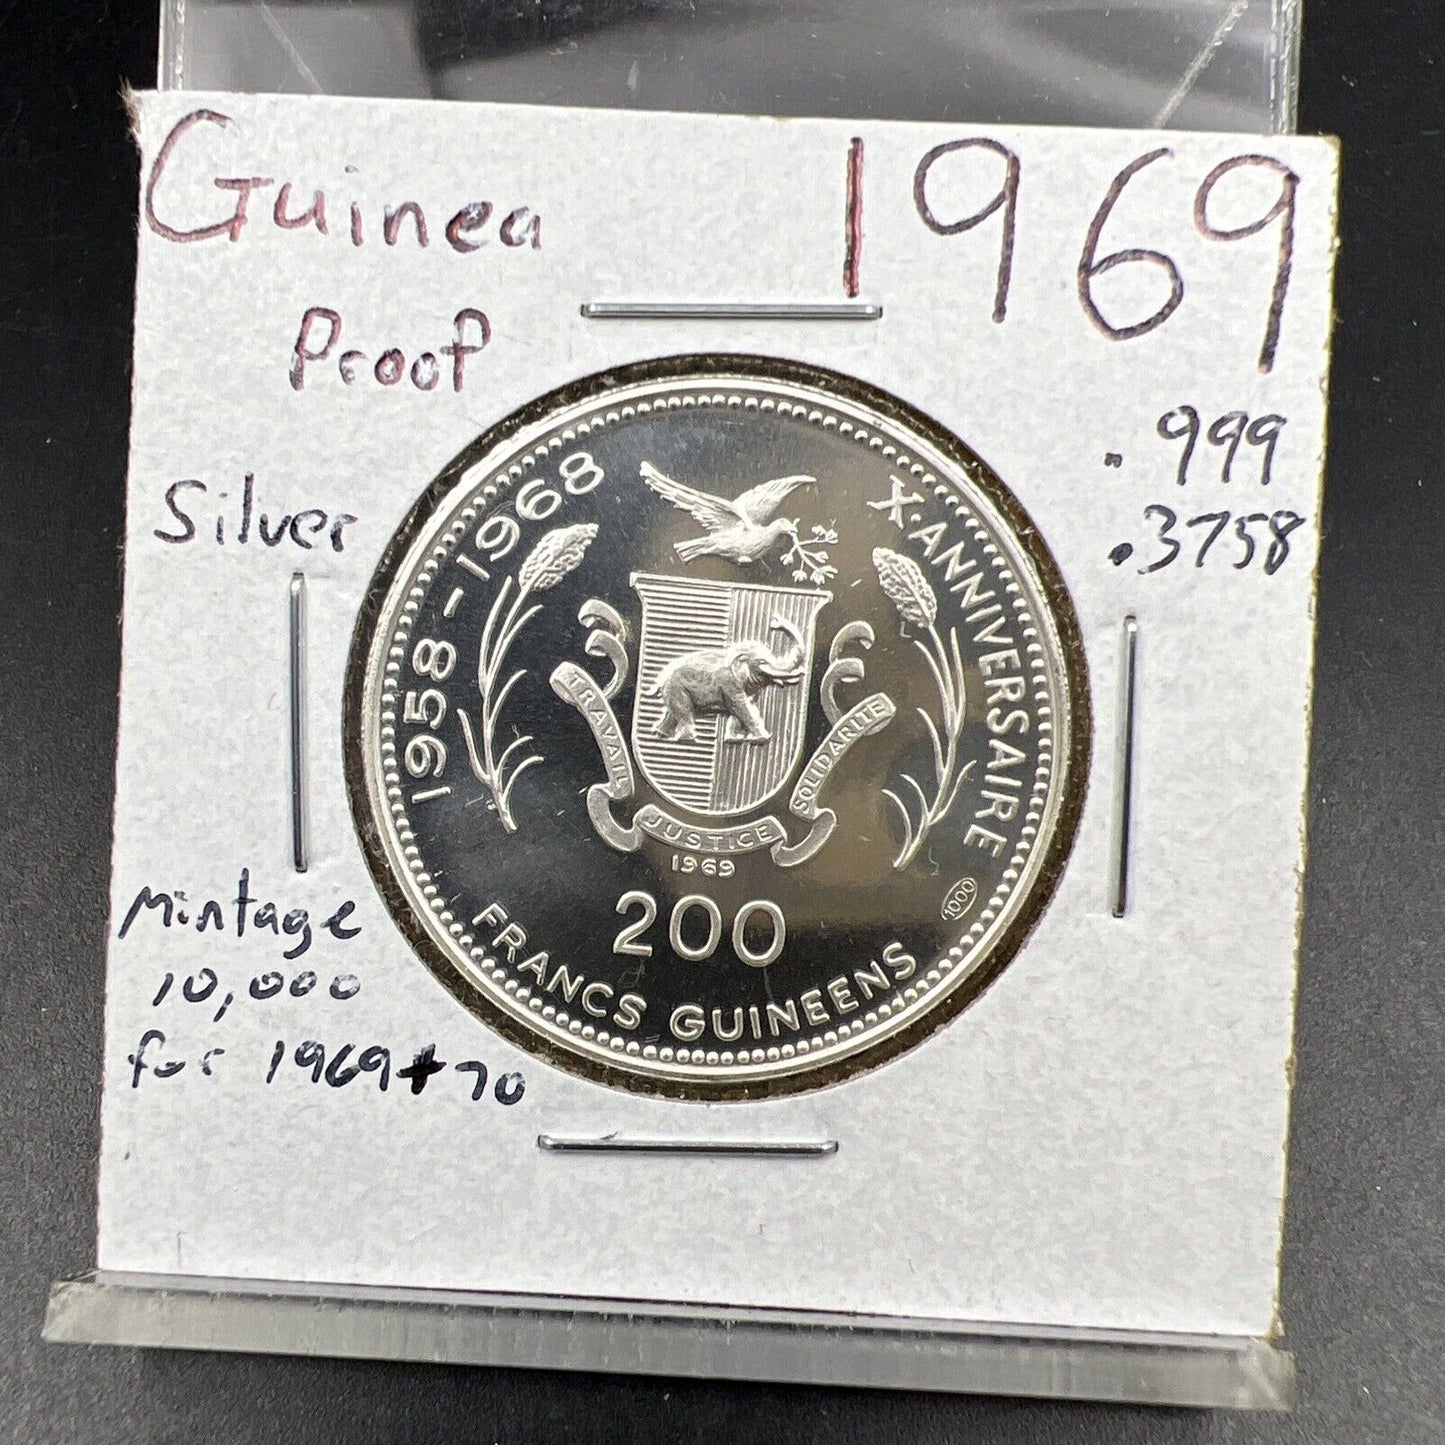 Guinea 1969
Proof
.999
Silver .3758
Mintage
10,000
for 1969+70
1958-1968
X·ANNIVERSAIRE
TRAVAIL
JUSTICE
SOLIDARITE
1969
1000
200
FRANCS GUINEENS